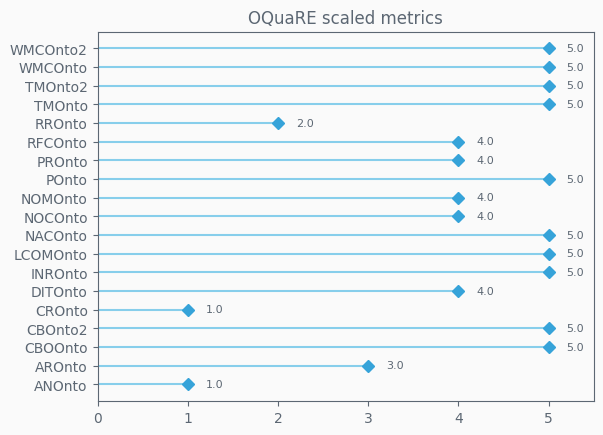 OQuaRE scaled metrics
WMCOnto2 5.0
WMCOnto 5.0
TMOnto2 5.0
TMOnto 5.0
RROnto 2.0
RFCOnto 4.0
PROnto 4.0
POnto 5.0
NOMOnto 4.0
NOCOnto 4.0
NACOnto 5.0
LCOMOnto 5.0
INROnto 5.0
DITOnto 4.0
CROnto 1.0
CBOnto2 5.0
CBOOnto 5.0
AROnto 3.0
ANOnto 1.0
0 1 2 3 4 5